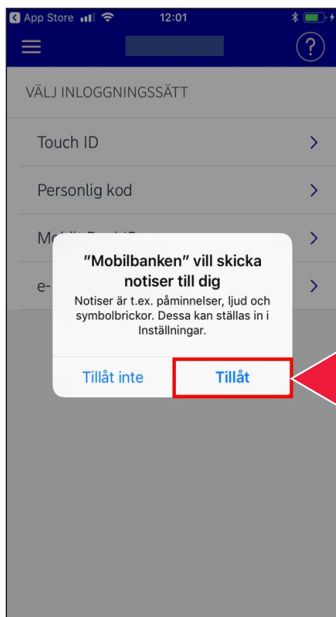 App Store 12:01
?
VÄLJ INLOGGNINGSSÄTT
Touch ID
Personlig kod
"Mobilbanken" vill skicka
notiser till dig
e-
Notiser är t.ex. påminnelser, ljud och
symbolbrickor. Dessa kan ställas in i
Inställningar.
Tillåt inte Tillåt